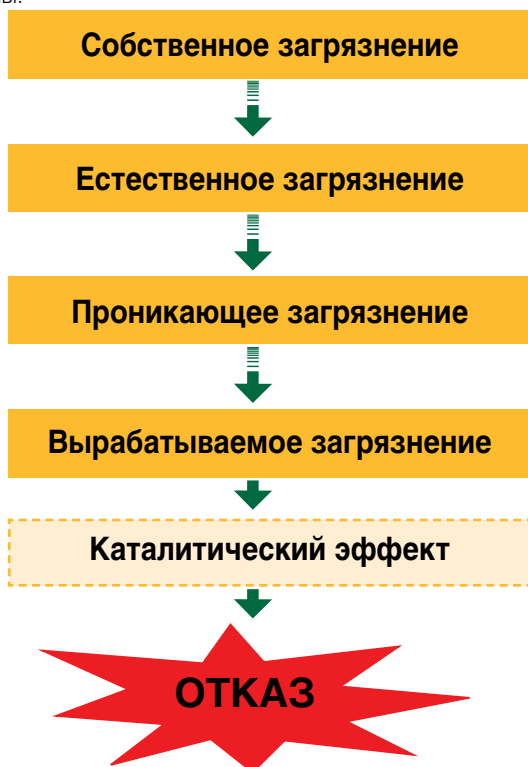 Собственное загрязнение
Естественное загрязнение
Проникающее загрязнение
Вырабатываемое загрязнение
Каталитический эффект
ОТКАЗ